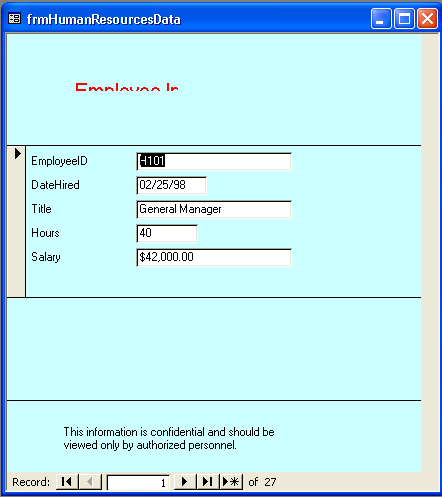 frmHumanResourcesData
Employee
EmployeeID H101
DateHired 02/25/98
Title General Manager
Hours 40
Salary $42,000.00
This information is confidential and should be
viewed only by authorized personnel.
Record: 1 of 27